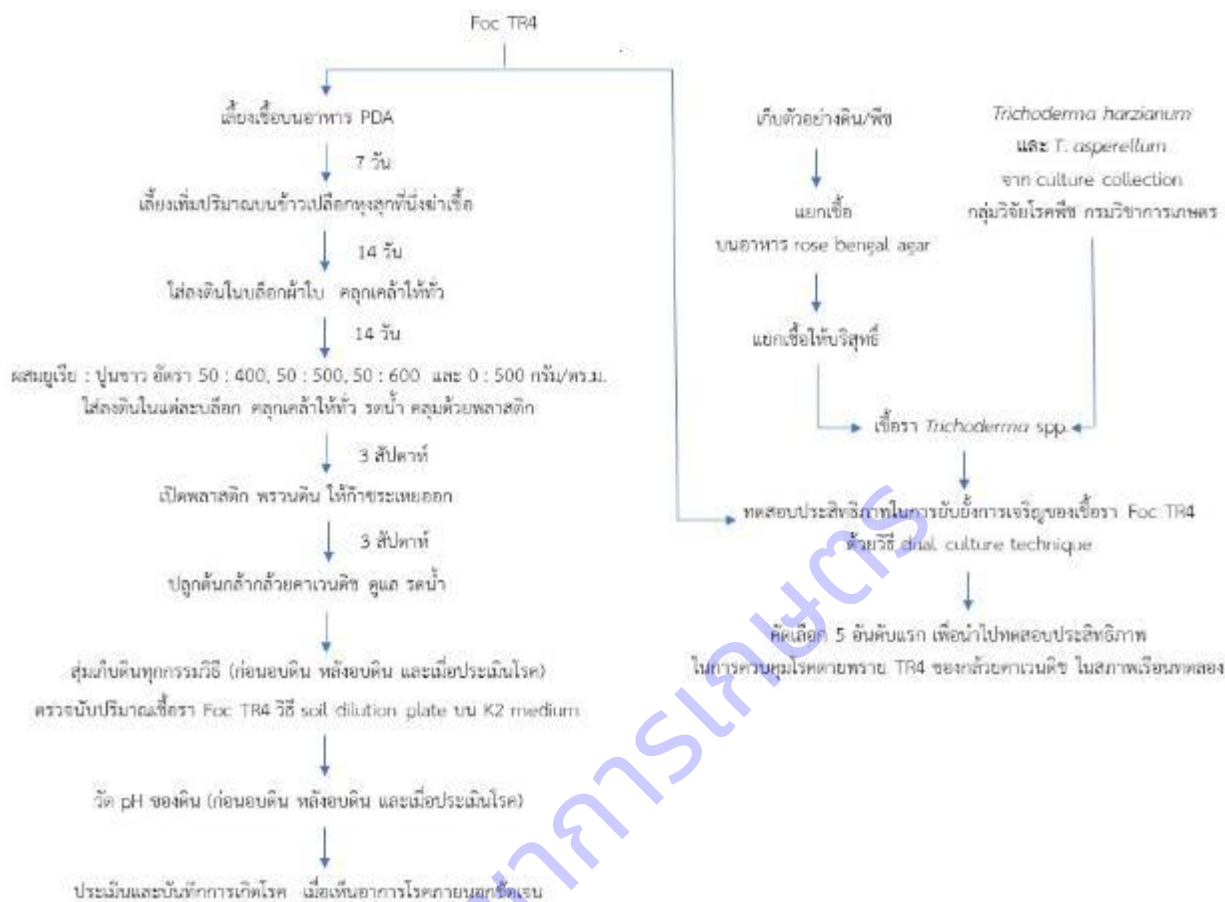 Foc TR4
เลี้ยงเชื้อบนอาหาร PDA
7 วัน
เลี้ยงเพิ่มปริมาณบนข้าวเปลือกหุงสุกที่นึ่งฆ่าเชื้อ
14 วัน
ใส่ลงดินในบล็อกผ้าใบ คลุกเคล้าให้ทั่ว
14 วัน
ผสมยูเรีย : ปูนขาว อัตรา 50 : 400, 50 : 500, 50 : 600 และ 0 : 500 กรัม/ตร.ม.
ใส่ลงดินในแต่ละบล็อก คลุกเคล้าให้ทั่ว รดน้ำ คลุมด้วยพลาสติก
3 สัปดาห์
เปิดพลาสติก พรวนดิน ให้ก๊าซระเหยออก
3 สัปดาห์
ปลูกต้นกล้ากล้วยคาเวนดิช ดูแล รดน้ำ
สุ่มเก็บดินทุกกรรมวิธี (ก่อนอบดิน หลังอบดิน และเมื่อประเมินโรค)
ตรวจนับปริมาณเชื้อรา Foc TR4 วิธี soil dilution plate บน K2 medium
วัด pH ของดิน (ก่อนอบดิน หลังอบดิน และเมื่อประเมินโรค)
ประเมินและบันทึกการเกิดโรค เมื่อเห็นอาการโรคภายนอกชัดเจน
เก็บตัวอย่างดิน/พืช
แยกเชื้อ
บนอาหาร rose bengal agar
แยกเชื้อให้บริสุทธิ์
Trichoderma harzianum
และ T. asperellum
จาก culture collection
กลุ่มวิจัยโรคพืช กรมวิชาการเกษตร
เชื้อรา Trichoderma spp.
ทดสอบประสิทธิภาพในการยับยั้งการเจริญของเชื้อรา Foc TR4
ด้วยวิธี dual culture technique
คัดเลือก 5 อันดับแรก เพื่อนำไปทดสอบประสิทธิภาพ
ในการควบคุมโรคตายพราย TR4 ของกล้วยคาเวนดิช ในสภาพเรือนทดลอง
าการเกษตร